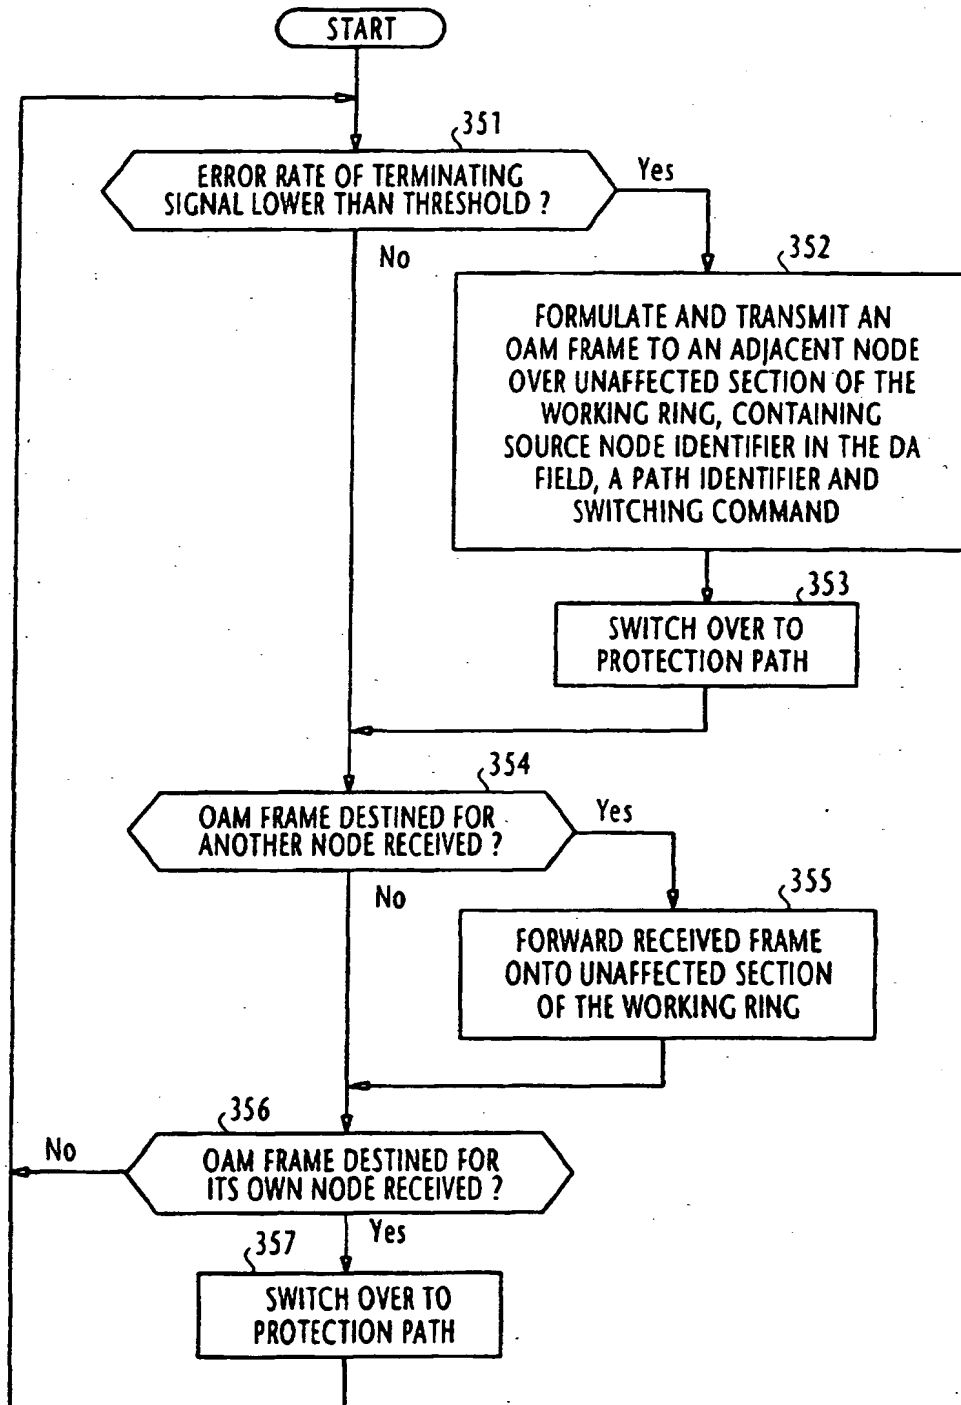 START
351
ERROR RATE OF TERMINATING
SIGNAL LOWER THAN THRESHOLD ?
Yes
No
352
FORMULATE AND TRANSMIT AN
OAM FRAME TO AN ADJACENT NODE
OVER UNAFFECTED SECTION OF THE
WORKING RING, CONTAINING
SOURCE NODE IDENTIFIER IN THE DA
FIELD, A PATH IDENTIFIER AND
SWITCHING COMMAND
353
SWITCH OVER TO
PROTECTION PATH
354
OAM FRAME DESTINED FOR
ANOTHER NODE RECEIVED ?
Yes
No
355
FORWARD RECEIVED FRAME
ONTO UNAFFECTED SECTION
OF THE WORKING RING
356
OAM FRAME DESTINED FOR
ITS OWN NODE RECEIVED ?
No
Yes
357
SWITCH OVER TO
PROTECTION PATH